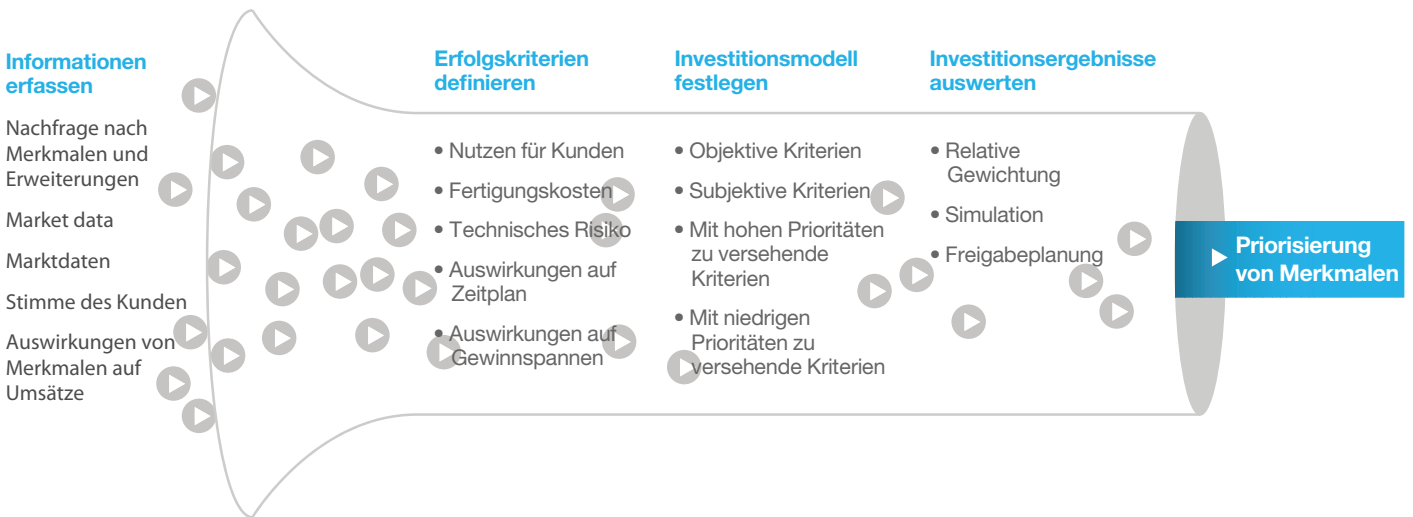 Informationen
erfassen
Nachfrage nach
Merkmalen und
Erweiterungen
Market data
Marktdaten
Stimme des Kunden
Auswirkungen von
Merkmalen auf
Umsätze
Erfolgskriterien
definieren
• Nutzen für Kunden
• Fertigungskosten
• Technisches Risiko
• Auswirkungen auf
Zeitplan
• Auswirkungen auf
Gewinnspannen
Investitionsmodell
festlegen
• Objektive Kriterien
• Subjektive Kriterien
• Mit hohen Prioritäten
zu versehende
Kriterien
• Mit niedrigen
Prioritäten zu
versehende Kriterien
Investitionsergebnisse
auswerten
• Relative
Gewichtung
• Simulation
• Freigabeplanung
Priorisierung
von Merkmalen